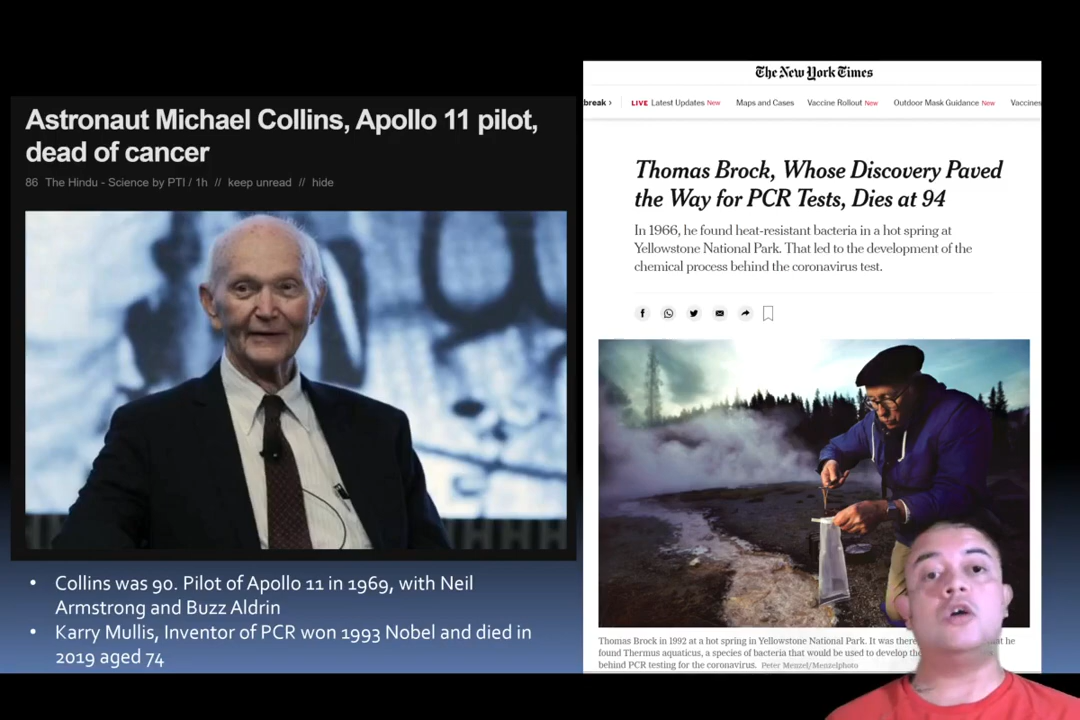 Astronaut Michael Collins, Apollo 11 pilot,
dead of cancer
86 The Hindu - Science by PTI / 1h // keep unread // hide
• Collins was 90. Pilot of Apollo 11 in 1969, with Neil
Armstrong and Buzz Aldrin
• Karry Mullis, Inventor of PCR won 1993 Nobel and died in
2019 aged 74
The New York Times
break › LIVE Latest Updates New Maps and Cases Vaccine Rollout New Outdoor Mask Guidance New Vaccines
Thomas Brock, Whose Discovery Paved
the Way for PCR Tests, Dies at 94
In 1966, he found heat-resistant bacteria in a hot spring at
Yellowstone National Park. That led to the development of the
chemical process behind the coronavirus test.
Thomas Brock in 1992 at a hot spring in Yellowstone National Park. It was there he
found Thermus aquaticus, a species of bacteria that would be used to develop the
behind PCR testing for the coronavirus. Peter Menzel/Menzelphoto